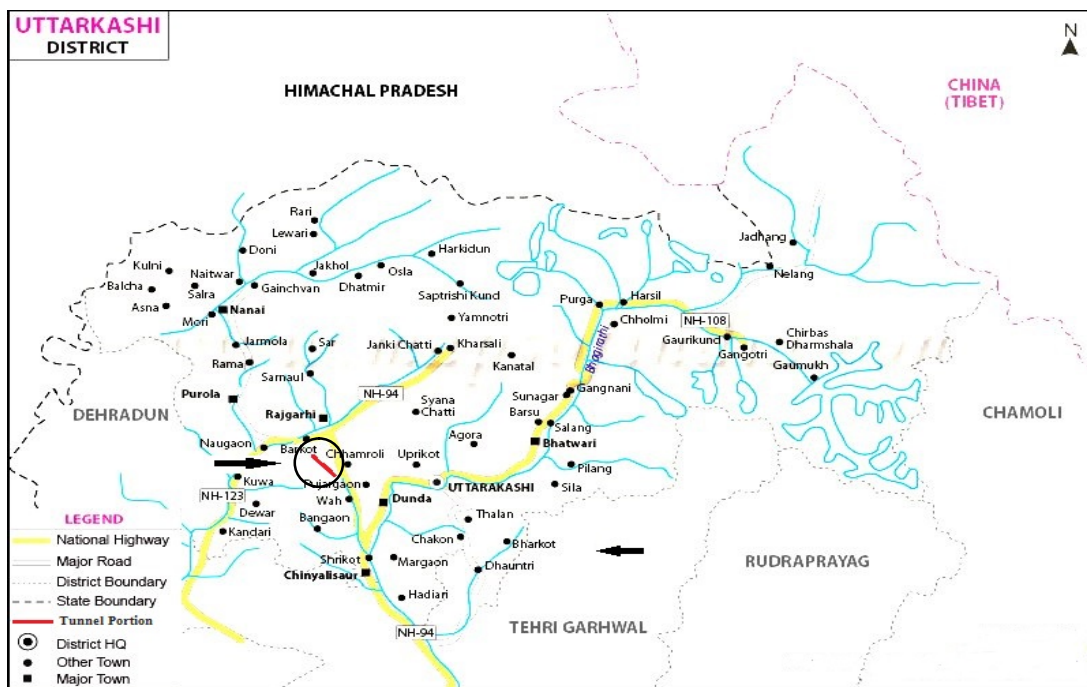 UTTARKASHI
DISTRICT
N
HIMACHAL PRADESH
CHINA
(TIBET)
Rari
Lewari
Doni
Harkidun
Jadhang
Kulni
Naitwar
Jakhol
Osla
Nelang
Balcha
Salra
Gainchvan
Dhatmir
Saptrishi Kund
Asna
Nanai
Purga
Harsil
Mori
Yamnotri
Chholmi
NH-108
Jarmola
Sar
Janki Chatti
Kharsali
Bhagirathi
Gaurikund
Chirbas
Dharmshala
Rama
Kanatal
Gangotri
Gaumukh
Sarnaul
NH-94
Gangnani
Purola
Syana
Chatti
Sunagar
DEHRADUN
Rajgarhi
Barsu
Salang
CHAMOLI
Naugaon
Barkot
Agora
Bhatwari
Chhamroli
Uprikot
Pilang
Kuwa
Pujargaon
UTTARAKASHI
Sila
NH-123
Wah
Dunda
Dewar
Bangaon
Thalan
LEGEND
National Highway
Kandari
Chakon
Bharkot
Major Road
Shrikot
Margaon
Dhauntri
RUDRAPRAYAG
District Boundary
Chinyalisaur
State Boundary
Hadiari
Tunnel Portion
TEHRI GARHWAL
NH-94
District HQ
Other Town
Major Town